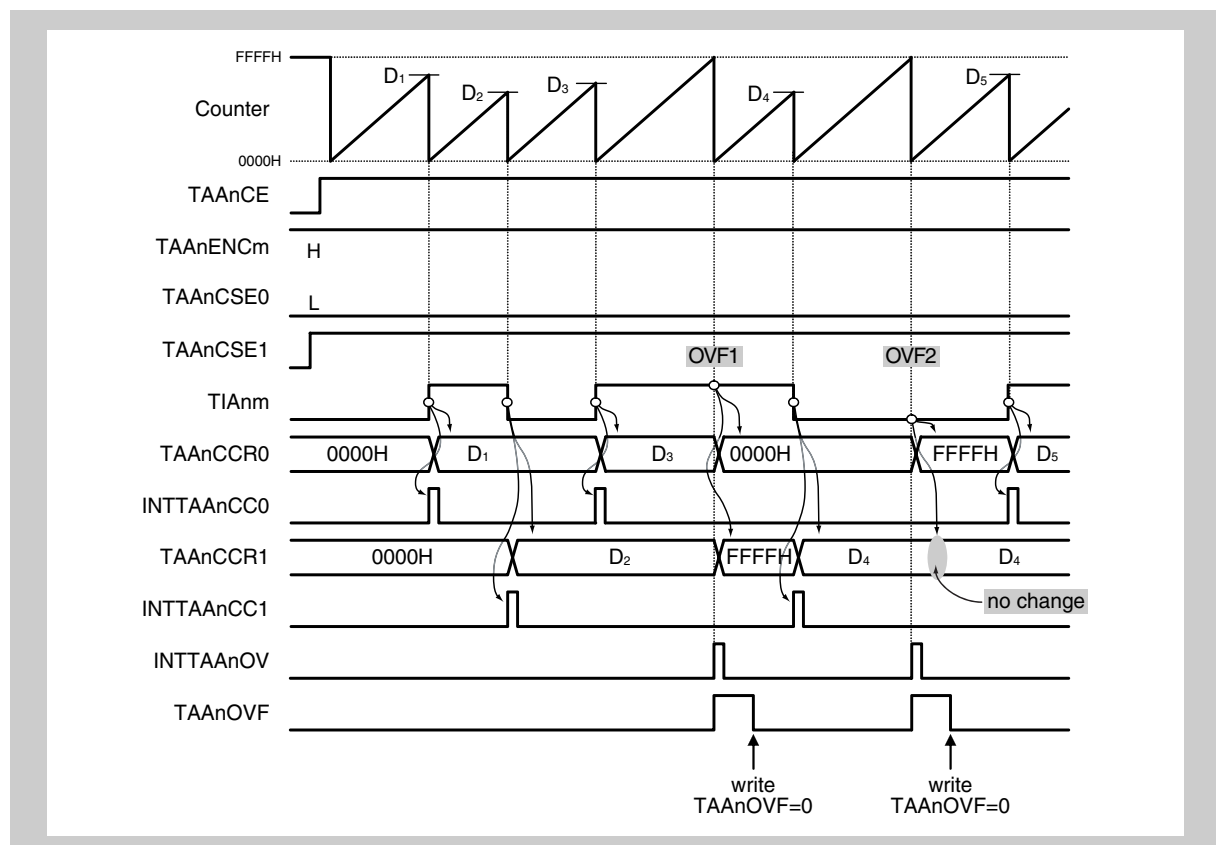 FFFFH
Counter
0000H
D1
D2
D3
D4
D5
TAAnCE
TAAnENCm
H
TAAnCSE0
L
TAAnCSE1
OVF1
OVF2
TIAnm
TAAnCCR0
0000H
D1
D3
0000H
FFFFH
D5
INTTAAnCC0
TAAnCCR1
0000H
D2
FFFFH
D4
D4
no change
INTTAAnCC1
INTTAAnOV
TAAnOVF
write
TAAnOVF=0
write
TAAnOVF=0